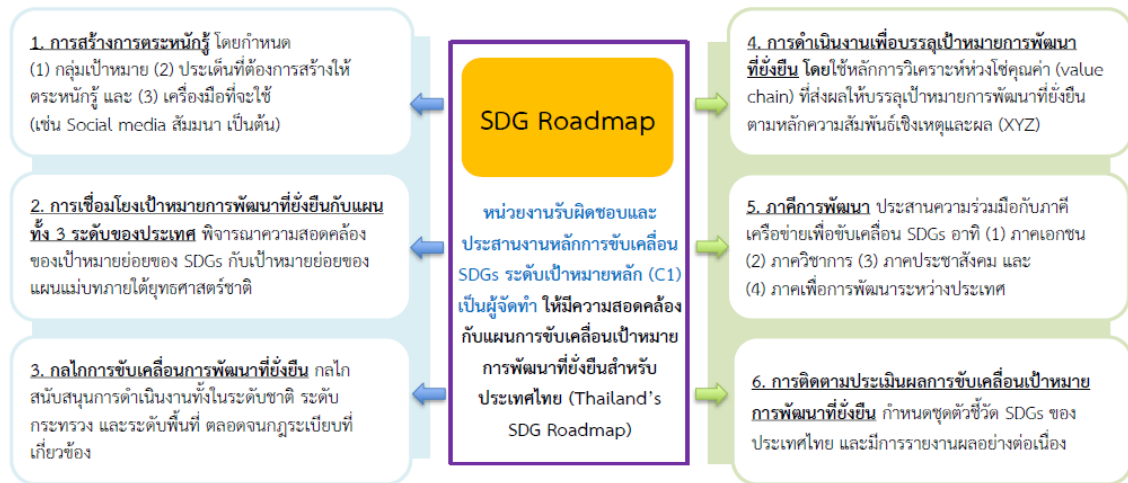 1. การสร้างการตระหนักรู้ โดยกำหนด
(1) กลุ่มเป้าหมาย (2) ประเด็นที่ต้องการสร้างให้
ตระหนักรู้ และ (3) เครื่องมือที่จะใช้
(เช่น Social media สัมมนา เป็นต้น)
2. การเชื่อมโยงเป้าหมายการพัฒนาที่ยั่งยืนกับแผน
ทั้ง 3 ระดับของประเทศ พิจารณาความสอดคล้อง
ของเป้าหมายย่อยของ SDGs กับเป้าหมายย่อยของ
แผนแม่บทภายใต้ยุทธศาสตร์ชาติ
3. กลไกการขับเคลื่อนการพัฒนาที่ยั่งยืน กลไก
สนับสนุนการดำเนินงานทั้งในระดับชาติ ระดับ
กระทรวง และระดับพื้นที่ ตลอดจนกฎระเบียบที่
เกี่ยวข้อง
SDG Roadmap
หน่วยงานรับผิดชอบและ
ประสานงานหลักการขับเคลื่อน
SDGs ระดับเป้าหมายหลัก (C1)
เป็นผู้จัดทำ ให้มีความสอดคล้อง
กับแผนการขับเคลื่อนเป้าหมาย
การพัฒนาที่ยั่งยืนสำหรับ
ประเทศไทย (Thailand's
SDG Roadmap)
4. การดำเนินงานเพื่อบรรลุเป้าหมายการพัฒนา
ที่ยั่งยืน โดยใช้หลักการวิเคราะห์ห่วงโซ่คุณค่า (value
chain) ที่ส่งผลให้บรรลุเป้าหมายการพัฒนาที่ยั่งยืน
ตามหลักความสัมพันธ์เชิงเหตุและผล (XYZ)
5. ภาคีการพัฒนา ประสานความร่วมมือกับภาคี
เครือข่ายเพื่อขับเคลื่อน SDGs อาทิ (1) ภาคเอกชน
(2) ภาควิชาการ (3) ภาคประชาสังคม และ
(4) ภาคเพื่อการพัฒนาระหว่างประเทศ
6. การติดตามประเมินผลการขับเคลื่อนเป้าหมาย
การพัฒนาที่ยั่งยืน กำหนดชุดตัวชี้วัด SDGs ของ
ประเทศไทย และมีการรายงานผลอย่างต่อเนื่อง